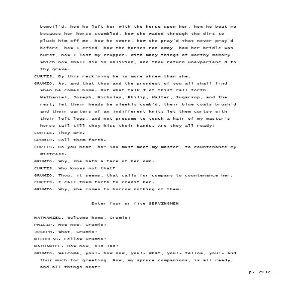 bemoil'd, how he left her with the horse upon her, how he beat me
because her horse stumbled, how she waded through the dirt to
pluck him off me, how he swore, how she pray'd that never pray'd
before, how I cried, how the horses ran away, how her bridle was
burst, how I lost my crupper, with many things of worthy memory,
which now shall die in oblivion, and thou return unexperienc'd to
thy grave.
CURTIS. By this reck'ning he is more shrew than she.
GRUMIO. Ay, and that thou and the proudest of you all shall find
when he comes home. But what talk I of this? Call forth
Nathaniel, Joseph, Nicholas, Philip, Walter, Sugarsop, and the
rest; let their heads be sleekly comb'd, their blue coats brush'd
and their garters of an indifferent knit; let them curtsy with
their left legs, and not presume to touch a hair of my master's
horse-tail till they kiss their hands. Are they all ready?
CURTIS. They are.
GRUMIO. Call them forth.
CURTIS. Do you hear, ho? You must meet my master, to countenance my
mistress.
GRUMIO. Why, she hath a face of her own.
CURTIS. Who knows not that?
GRUMIO. Thou, it seems, that calls for company to countenance her.
CURTIS. I call them forth to credit her.
GRUMIO. Why, she comes to borrow nothing of them.
Enter four or five SERVINGMEN
NATHANIEL. Welcome home, Grumio!
PHILIP. How now, Grumio!
JOSEPH. What, Grumio!
NICHOLAS. Fellow Grumio!
NATHANIEL. How now, old lad!
GRUMIO. Welcome, you!- how now, you!- what, you!- fellow, you!- and
thus much for greeting. Now, my spruce companions, is all ready,
and all things neat?